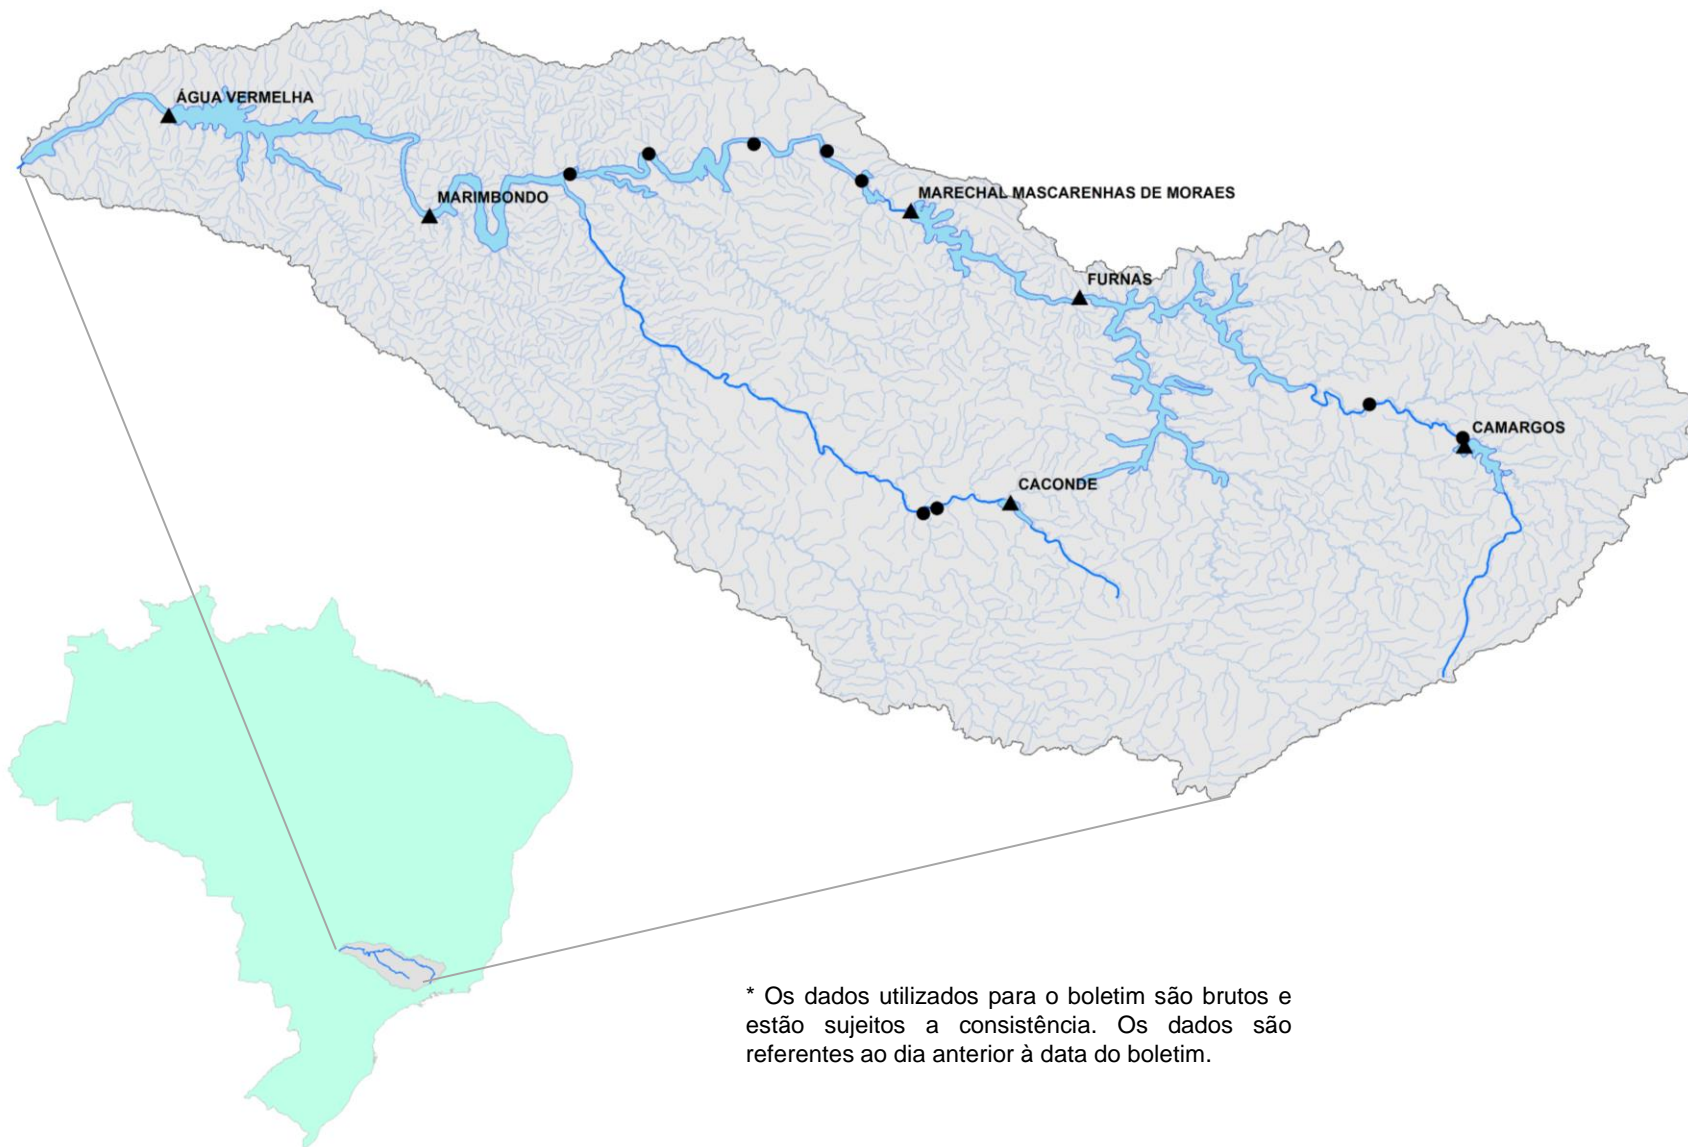 ÁGUA VERMELHA
MARIMBONDO
MARECHAL MASCARENHAS DE MORAES
FURNAS
CAMARGOS
CACONDE
* Os dados utilizados para o boletim são brutos e
estão sujeitos a consistência. Os dados são
referentes ao dia anterior à data do boletim.